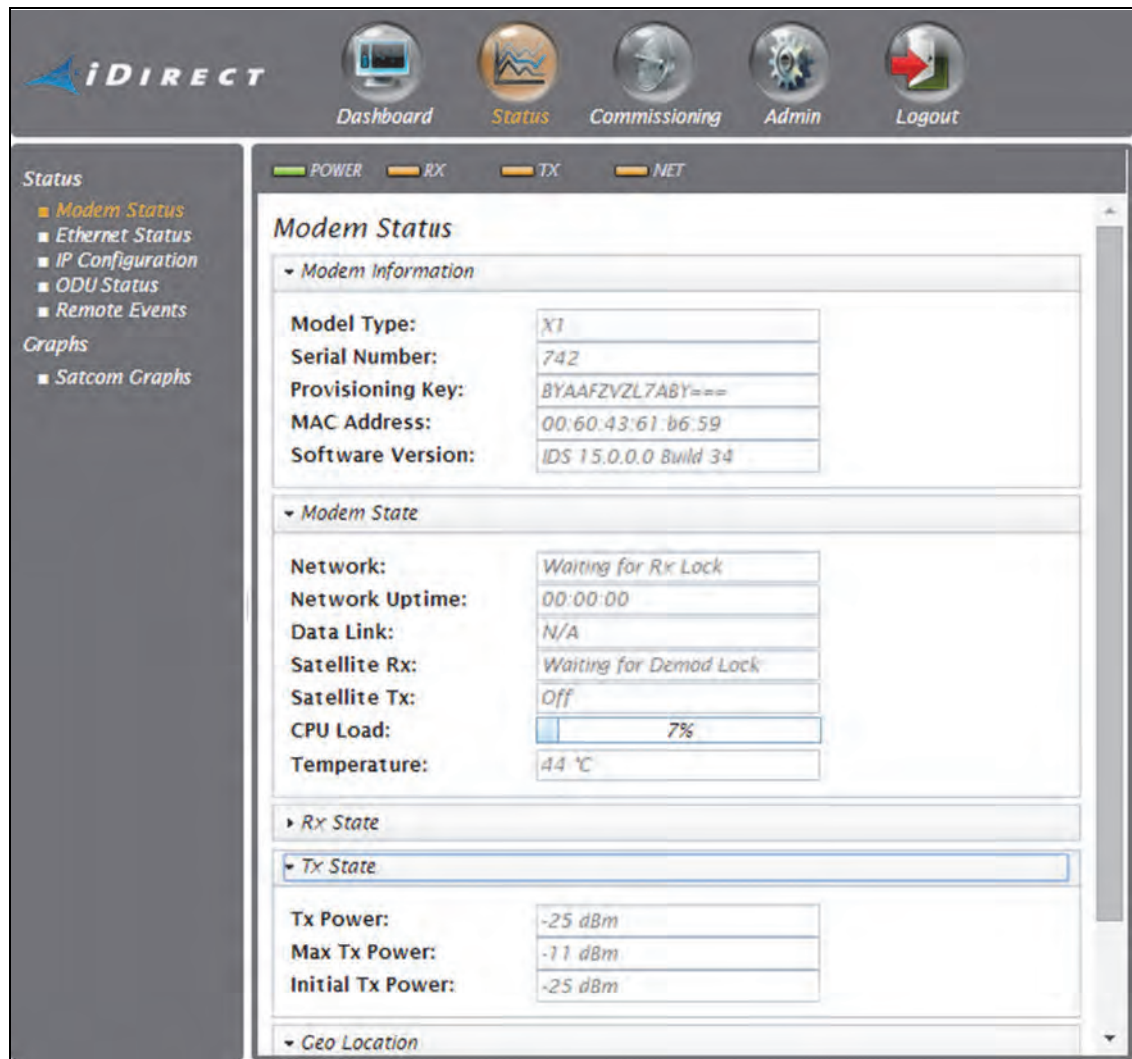 iDIRECT
Dashboard
Status
Commissioning
Admin
Logout
Status
Modem Status
Ethernet Status
IP Configuration
ODU Status
Remote Events
Graphs
Satcom Graphs
POWER RX TX NET
Modem Status
Modem Information
Model Type: X1
Serial Number: 742
Provisioning Key: BYAAFZVZL7ABY===
MAC Address: 00:60:43:61:b6:59
Software Version: IDS 15.0.0.0 Build 34
Modem State
Network: Waiting for Rx Lock
Network Uptime: 00:00:00
Data Link: N/A
Satellite Rx: Waiting for Demod Lock
Satellite Tx: Off
CPU Load: 7%
Temperature: 44 °C
Rx State
Tx State
Tx Power: -25 dBm
Max Tx Power: -11 dBm
Initial Tx Power: -25 dBm
Geo Location